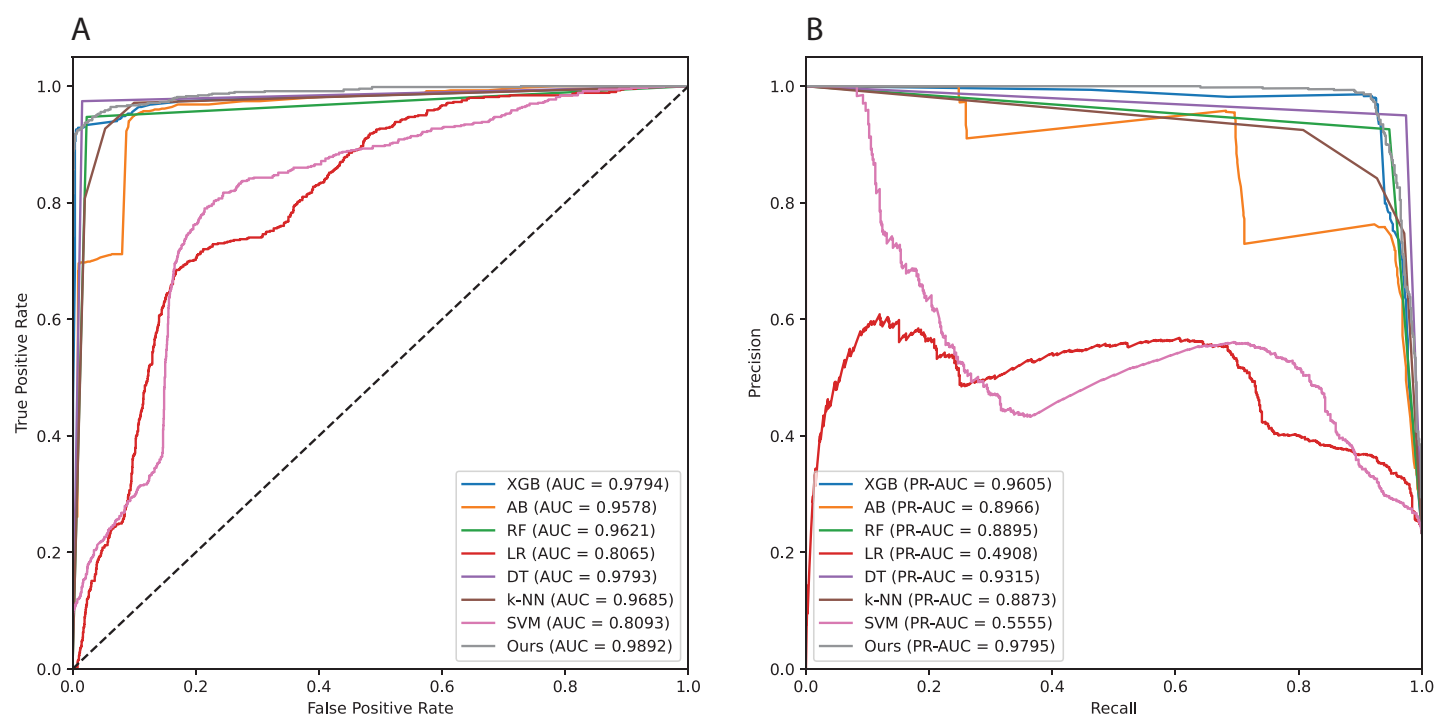 A
1.0
0.8
0.6
0.4
0.2
0.0
True Positive Rate
XGB (AUC = 0.9794)
AB (AUC = 0.9578)
RF (AUC = 0.9621)
LR (AUC = 0.8065)
DT (AUC = 0.9793)
k-NN (AUC = 0.9685)
SVM (AUC = 0.8093)
Ours (AUC = 0.9892)
0.0 0.2 0.4 0.6 0.8 1.0
False Positive Rate
B
1.0
0.8
0.6
0.4
0.2
0.0
Precision
XGB (PR-AUC = 0.9605)
AB (PR-AUC = 0.8966)
RF (PR-AUC = 0.8895)
LR (PR-AUC = 0.4908)
DT (PR-AUC = 0.9315)
k-NN (PR-AUC = 0.8873)
SVM (PR-AUC = 0.5555)
Ours (PR-AUC = 0.9795)
0.0 0.2 0.4 0.6 0.8 1.0
Recall